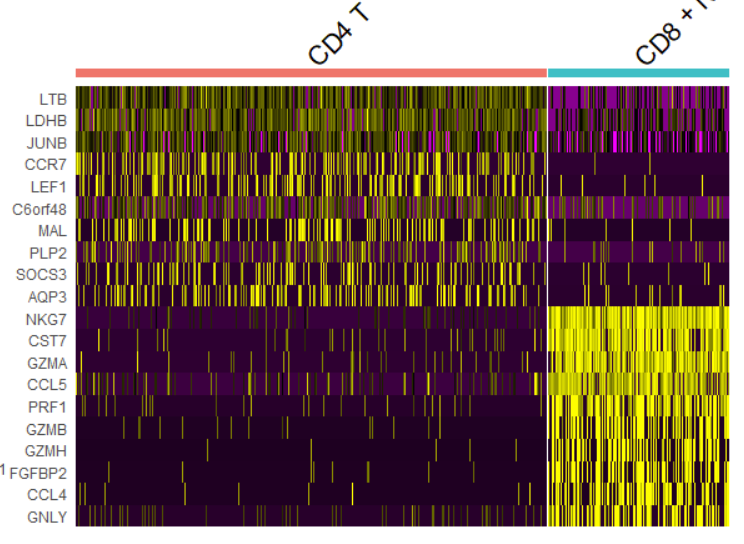 CD4 T
CD8 +
LTB
LDHB
JUNB
CCR7
LEF1
C6orf48
MAL
PLP2
SOCS3
AQP3
NKG7
CST7
GZMA
CCL5
PRF1
GZMB
GZMH
1 FGFBP2
CCL4
GNLY